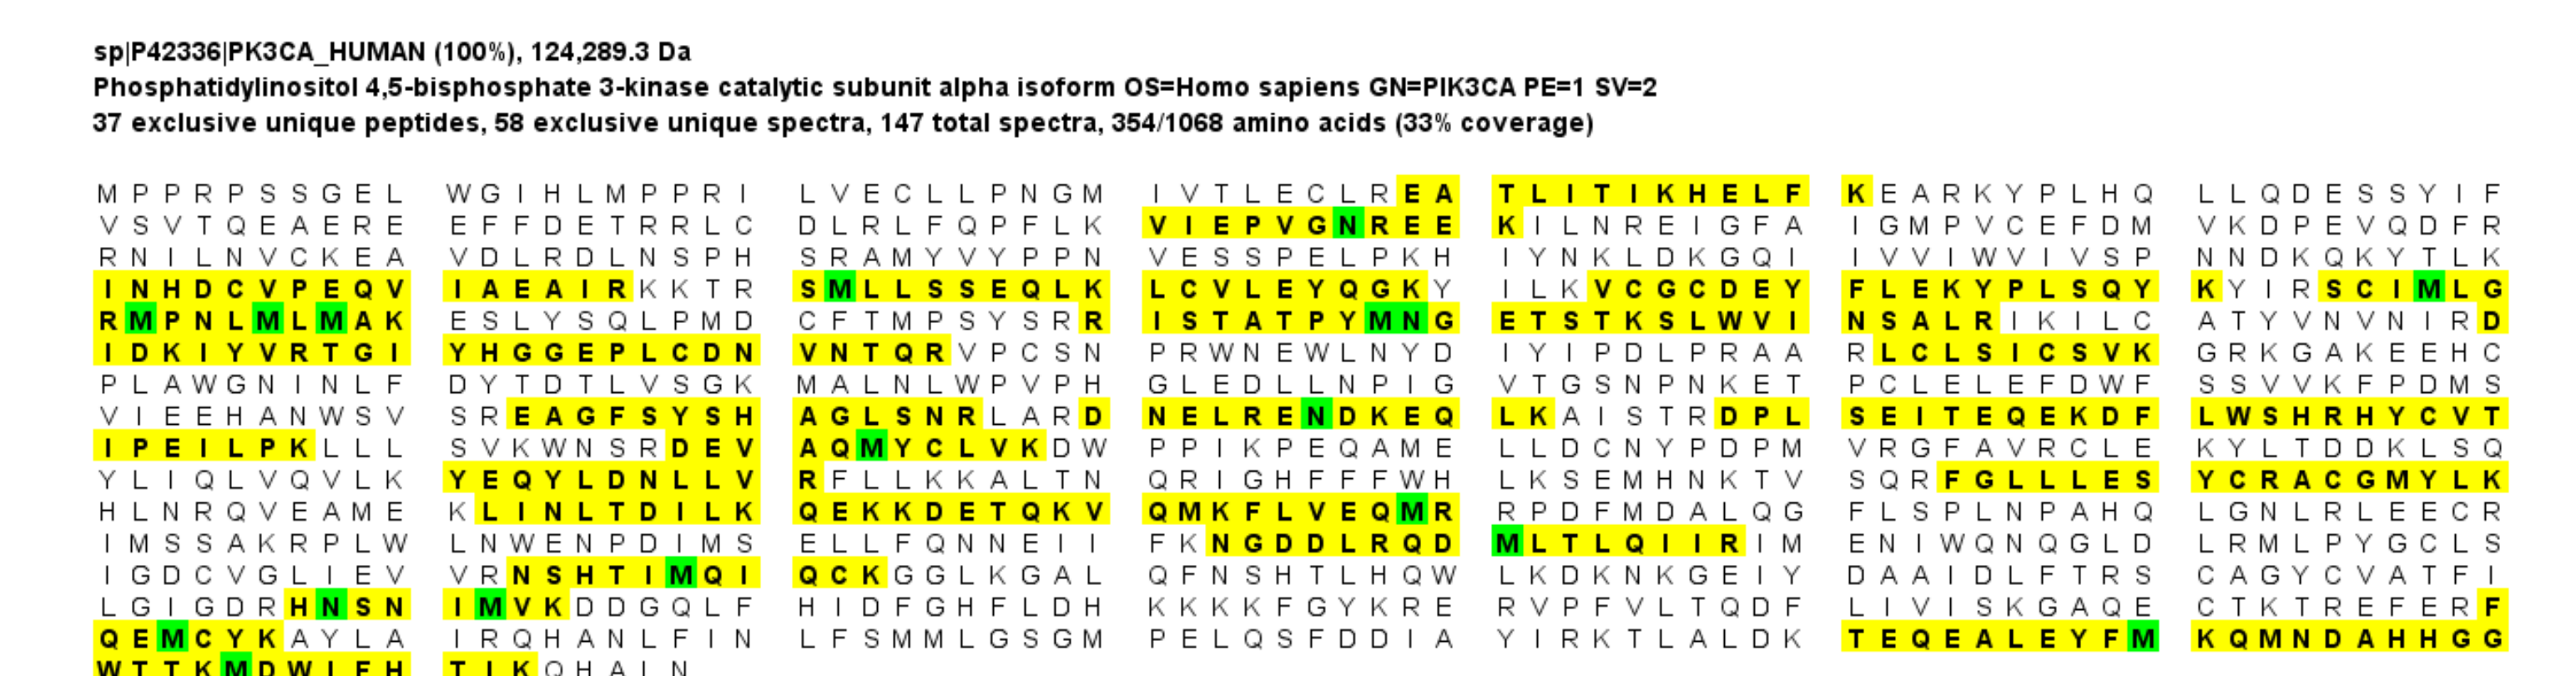 sp|P42336|PK3CA_HUMAN (100%), 124,289.3 Da
Phosphatidylinositol 4,5-bisphosphate 3-kinase catalytic subunit alpha isoform OS=Homo sapiens GN=PIK3CA PE=1 SV=2
37 exclusive unique peptides, 58 exclusive unique spectra, 147 total spectra, 354/1068 amino acids (33% coverage)
M P P R P S S G E L W G I H L M P P R I L V E C L L P N G M I V T L E C L R E A T L I T I K H E L F K E A R K Y P L H Q L L Q D E S S Y I F
V S V T Q E A E R E E F F D E T R R L C D L R L F Q P F L K V I E P V G N R E E K I L N R E I G F A I G M P V C E F D M V K D P E V Q D F R
R N I L N V C K E A V D L R D L N S P H S R A M Y V Y P P N V E S S P E L P K H I Y N K L D K G Q I I V V I W V I V S P N N D K Q K Y T L K
I N H D C V P E Q V I A E A I R K K T R S M L L S S E Q L K L C V L E Y Q G K Y I L K V C G C D E Y F L E K Y P L S Q Y K Y I R S C I M L G
R M P N L M L M A K E S L Y S Q L P M D C F T M P S Y S R R I S T A T P Y M N G E T S T K S L W V I N S A L R I K I L C A T Y V N V N I R D
I D K I Y V R T G I Y H G G E P L C D N V N T Q R V P C S N P R W N E W L N Y D I Y I P D L P R A A R L C L S I C S V K G R K G A K E E H C
P L A W G N I N L F D Y T D T L V S G K M A L N L W P V P H G L E D L L N P I G V T G S N P N K E T P C L E L E F D W F S S V V K F P D M S
V I E E H A N W S V S R E A G F S Y S H A G L S N R L A R D N E L R E N D K E Q L K A I S T R D P L S E I T E Q E K D F L W S H R H Y C V T
I P E I L P K L L L S V K W N S R D E V A Q M Y C L V K D W P P I K P E Q A M E L L D C N Y P D P M V R G F A V R C L E K Y L T D D K L S Q
Y L I Q L V Q V L K Y E Q Y L D N L L V R F L L K K A L T N Q R I G H F F F W H L K S E M H N K T V S Q R F G L L L E S Y C R A C G M Y L K
H L N R Q V E A M E K L I N L T D I L K Q E K K D E T Q K V Q M K F L V E Q M R R P D F M D A L Q G F L S P L N P A H Q L G N L R L E E C R
I M S S A K R P L W L N W E N P D I M S E L L F Q N N E I I F K N G D D L R Q D M L T L Q I I R I M E N I W Q N Q G L D L R M L P Y G C L S
I G D C V G L I E V V R N S H T I M Q I Q C K G G L K G A L Q F N S H T L H Q W L K D K N K G E I Y D A A I D L F T R S C A G Y C V A T F I
L G I G D R H N S N I M V K D D G Q L F H I D F G H F L D H K K K K F G Y K R E R V P F V L T Q D F L I V I S K G A Q E C T K T R E F E R F
Q E M C Y K A Y L A I R Q H A N L F I N L F S M M L G S G M P E L Q S F D D I A Y I R K T L A L D K T E Q E A L E Y F M K Q M N D A H H G G
W T T K M D W I F H T I K Q H A L N